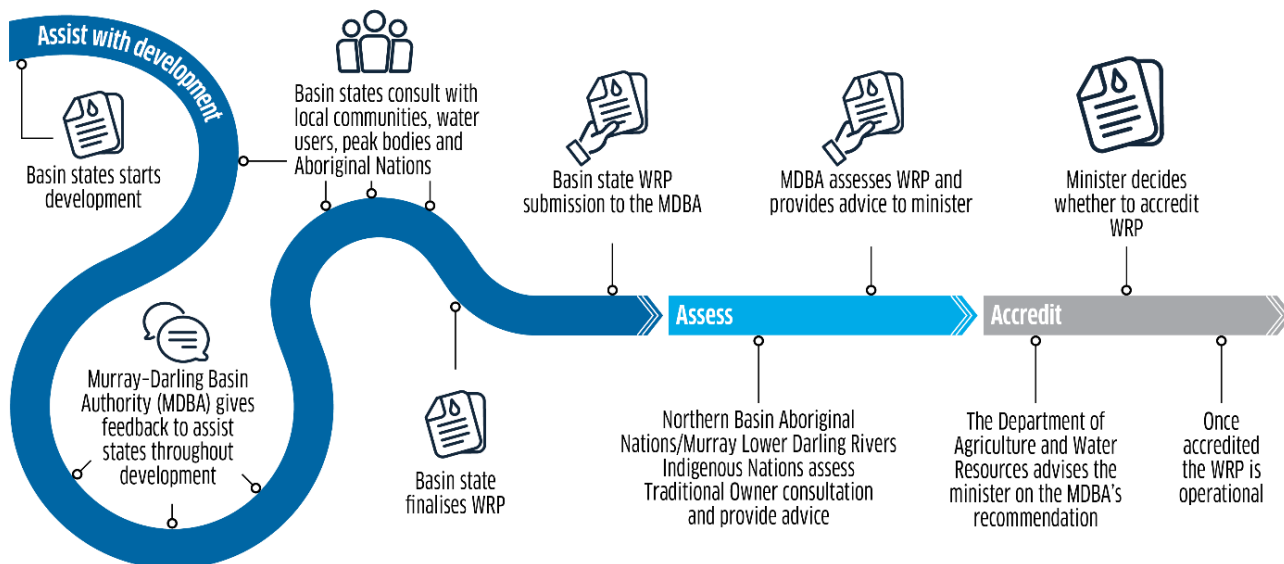 Assist with development
Basin states starts
development
Basin states consult with
local communities, water
users, peak bodies and
Aboriginal Nations
Murray–Darling Basin
Authority (MDBA) gives
feedback to assist
states throughout
development
Basin state
finalises WRP
Basin state WRP
submission to the MDBA
Assess
MDBA assesses WRP and
provides advice to minister
Northern Basin Aboriginal
Nations/Murray Lower Darling Rivers
Indigenous Nations assess
Traditional Owner consultation
and provide advice
Accredit
Minister decides
whether to accredit
WRP
The Department of
Agriculture and Water
Resources advises the
minister on the MDBA's
recommendation
Once
accredited
the WRP is
operational